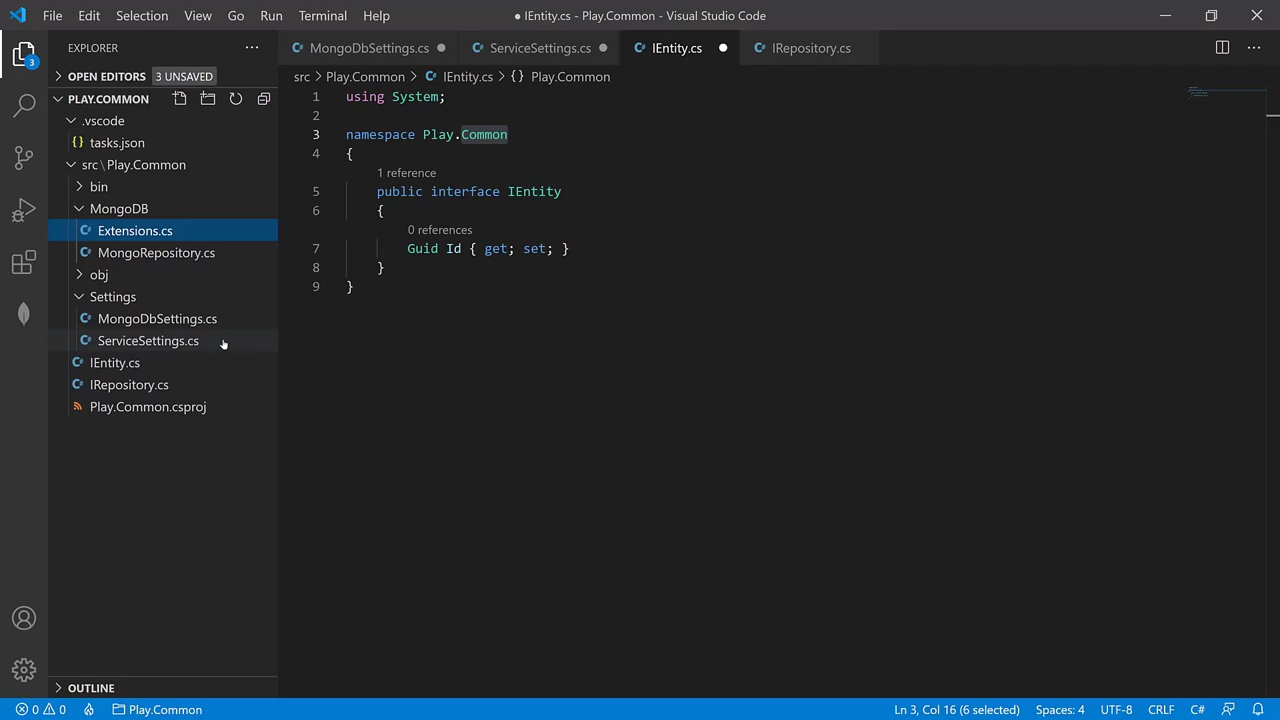 File Edit Selection View Go Run Terminal Help
● IEntity.cs - Play.Common - Visual Studio Code
EXPLORER
MongoDbSettings.cs
ServiceSettings.cs
IEntity.cs
IRepository.cs
3
OPEN EDITORS 3 UNSAVED
PLAY.COMMON
.vscode
tasks.json
src\Play.Common
bin
MongoDB
Extensions.cs
MongoRepository.cs
obj
Settings
MongoDbSettings.cs
ServiceSettings.cs
IEntity.cs
IRepository.cs
Play.Common.csproj
OUTLINE
src > Play.Common > IEntity.cs > {} Play.Common
1 using System;
2
3 namespace Play.Common
4 {
1 reference
5 public interface IEntity
6 {
0 references
7 Guid Id { get; set; }
8 }
9 }
0 0 Play.Common Ln 3, Col 16 (6 selected) Spaces: 4 UTF-8 CRLF C#